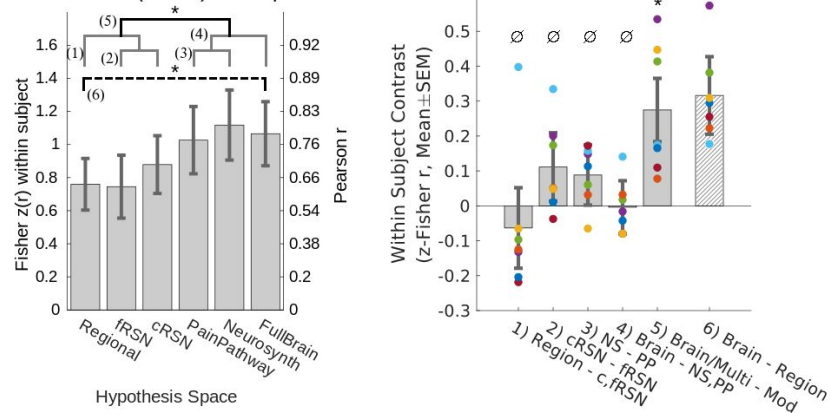 *
(5)
(4)
(1)
(2)
(3)
*
(6)
Fisher z(r) within subject
1.6
1.4
1.2
1
0.8
0.6
0.4
0.2
0
0.92
0.89
0.83
0.76
0.66
0.54
0.38
0.2
0
Pearson r
Regional
fRSN
cRSN
PainPathway
Neurosynth
FullBrain
Hypothesis Space
Within Subject Contrast
(z-Fisher r, Mean±SEM)
0.5
0.4
0.3
0.2
0.1
0
-0.1
-0.2
-0.3
∅ ∅ ∅ ∅ *
1) Region - c,fRSN
2) cRSN - fRSN
3) NS - PP
4) Brain - NS,PP
5) Brain/Multi - Mod
6) Brain - Region